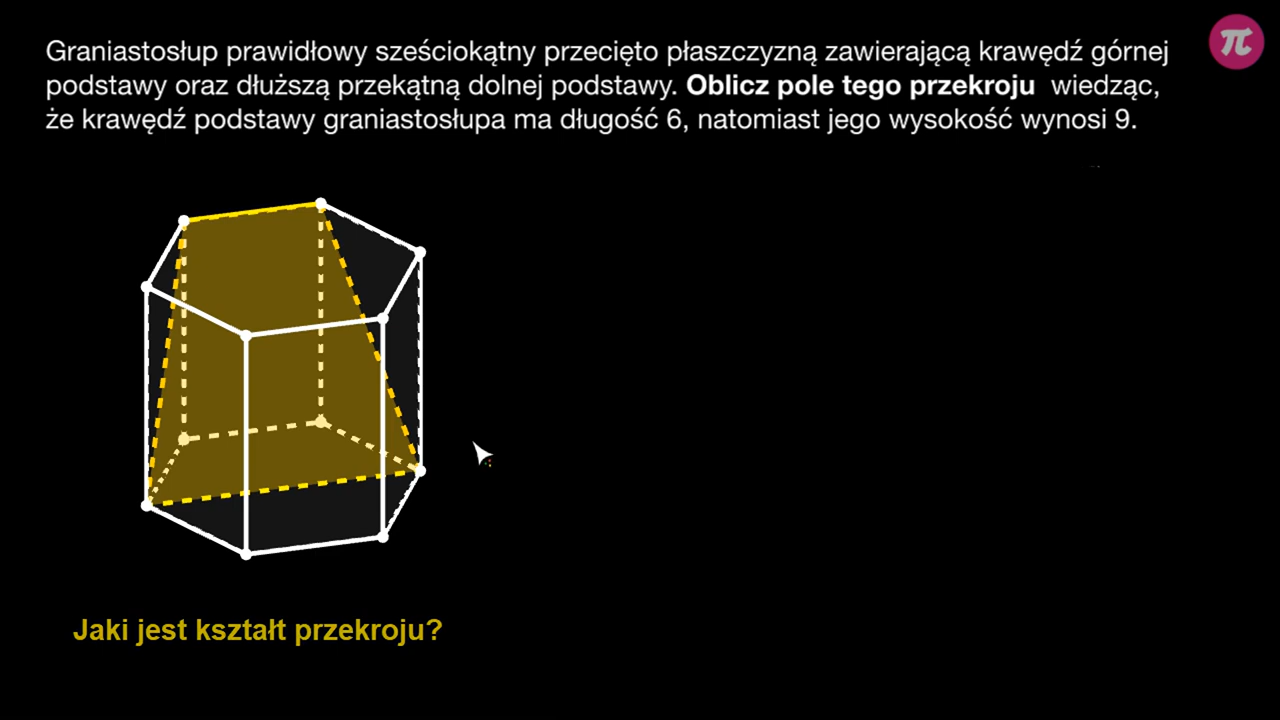 π
Graniastosłup prawidłowy sześciokątny przecięto płaszczyzną zawierającą krawędź górnej
podstawy oraz dłuższą przekątną dolnej podstawy. Oblicz pole tego przekroju wiedząc,
że krawędź podstawy graniastosłupa ma długość 6, natomiast jego wysokość wynosi 9.
Jaki jest kształt przekroju?